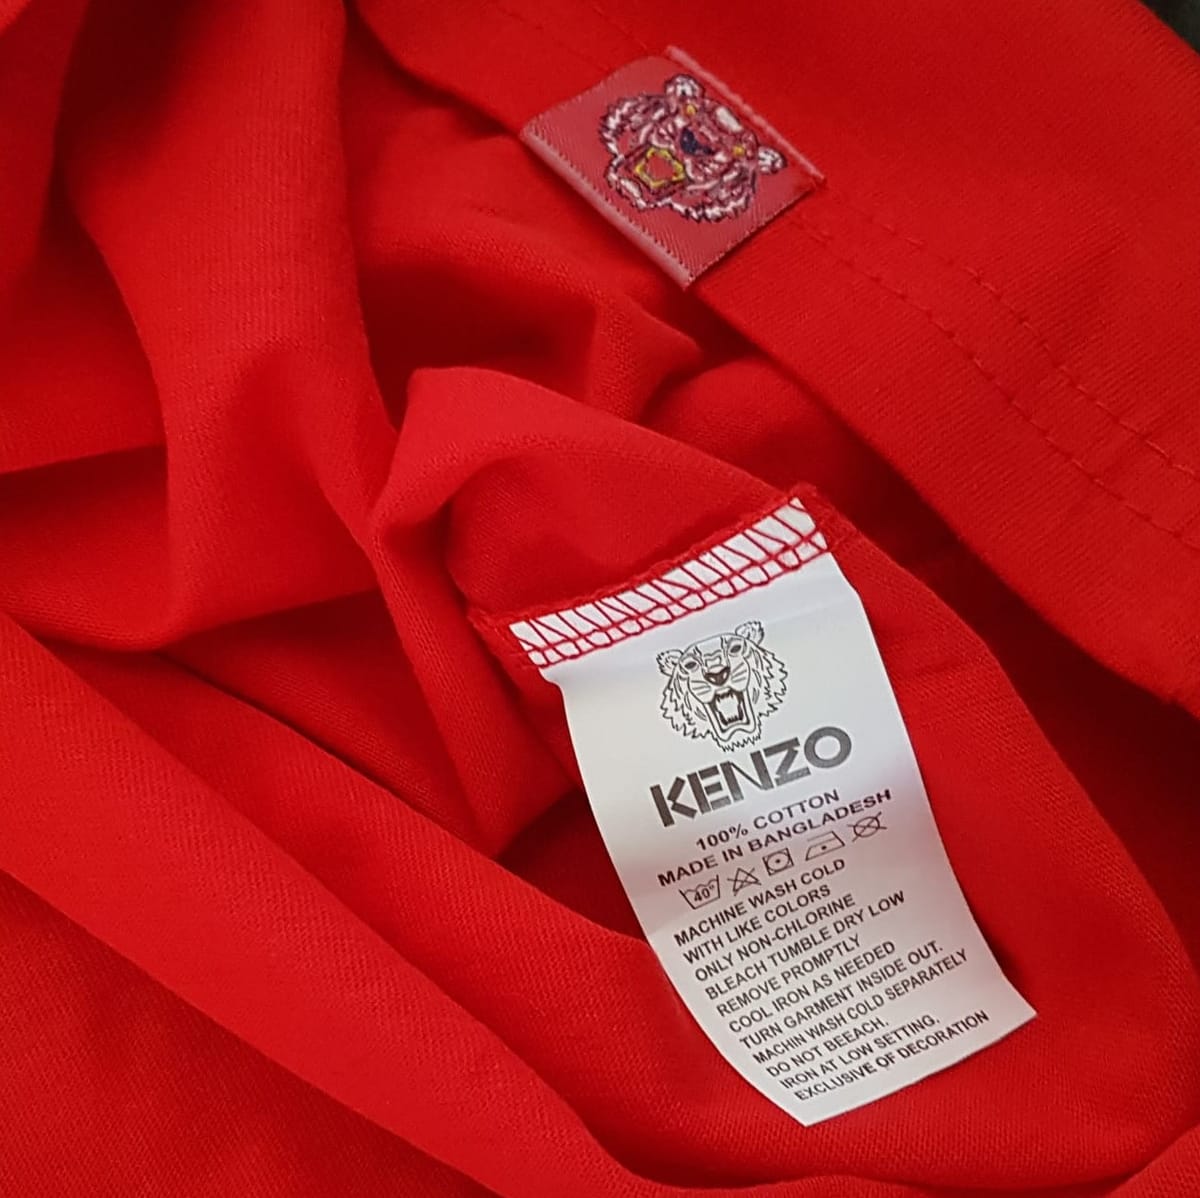 KENZO
100% COTTON
MADE IN BANGLADESH
40°
MACHINE WASH COLD
WITH LIKE COLORS
ONLY NON-CHLORINE
BLEACH TUMBLE DRY LOW
REMOVE PROMPTLY
COOL IRON AS NEEDED
TURN GARMENT INSIDE OUT.
MACHIN WASH COLD SEPARATELY
DO NOT BEEACH.
IRON AT LOW SETTING.
EXCLUSIVE OF DECORATION